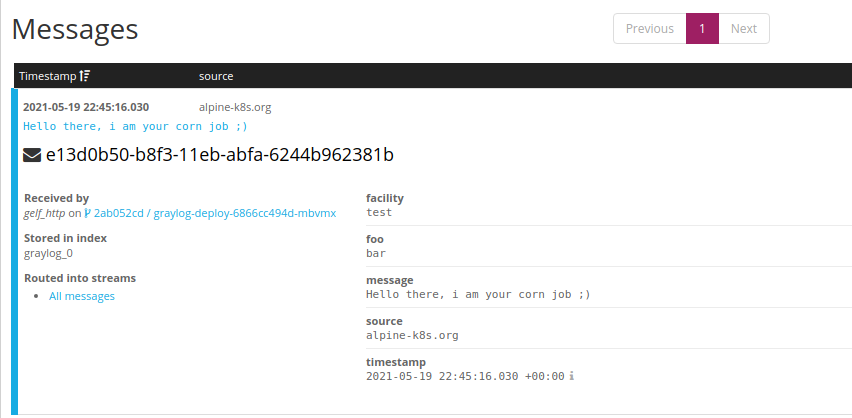 Messages
Previous 1 Next
Timestamp source
2021-05-19 22:45:16.030 alpine-k8s.org
Hello there, i am your corn job ;)
e13d0b50-b8f3-11eb-abfa-6244b962381b
Received by
gelf_http on 2ab052cd / graylog-deploy-6866cc494d-mbvmx
Stored in index
graylog_0
Routed into streams
• All messages
facility
test
foo
bar
message
Hello there, i am your corn job ;)
source
alpine-k8s.org
timestamp
2021-05-19 22:45:16.030 +00:00 i